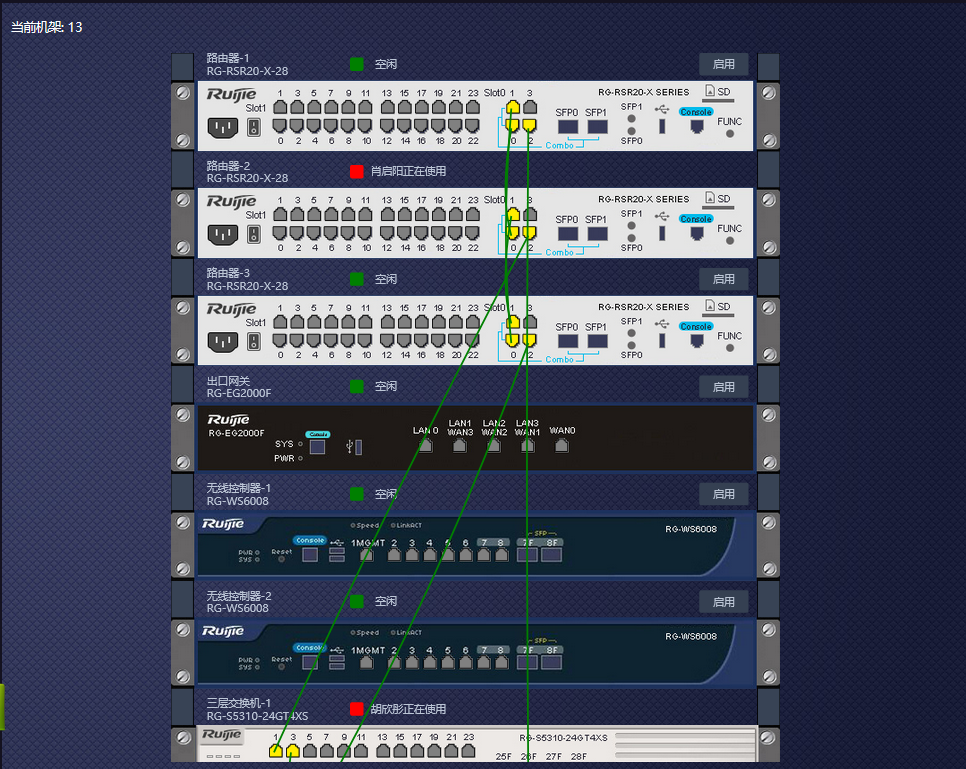 当前机架: 13
路由器-1
RG-RSR20-X-28
空闲
启用
Ruijie
Slot1
1 3 5 7 9 11 13 15 17 19 21 23
0 2 4 6 8 10 12 14 16 18 20 22
Slot0 1 3
0 2
Combo
SFP0 SFP1
RG-RSR20-X SERIES
SFP1
SFP0
SD
Console
FUNC
路由器-2
RG-RSR20-X-28
肖启阳正在使用
Ruijie
Slot1
1 3 5 7 9 11 13 15 17 19 21 23
0 2 4 6 8 10 12 14 16 18 20 22
Slot0 1 3
0 2
Combo
SFP0 SFP1
RG-RSR20-X SERIES
SFP1
SFP0
SD
Console
FUNC
路由器-3
RG-RSR20-X-28
空闲
启用
Ruijie
Slot1
1 3 5 7 9 11 13 15 17 19 21 23
0 2 4 6 8 10 12 14 16 18 20 22
Slot0 1 3
0 2
Combo
SFP0 SFP1
RG-RSR20-X SERIES
SFP1
SFP0
SD
Console
FUNC
出口网关
RG-EG2000F
空闲
启用
Ruijie
RG-EG2000F
SYS
PWR
Console
LAN 0
LAN1
WAN3
LAN2
WAN2
LAN3
WAN1
WAN0
无线控制器-1
RG-WS6008
空闲
启用
Ruijie
Speed Link/ACT
RG-WS6008
PWR
SYS
Reset
Console
1MGMT 2 3 4 5 6 7 8
SFP
7F 8F
无线控制器-2
RG-WS6008
空闲
启用
Ruijie
Speed Link/ACT
RG-WS6008
PWR
SYS
Reset
Console
1MGMT 2 3 4 5 6 7 8
SFP
7F 8F
三层交换机-1
RG-S5310-24GT4XS
胡欣彤正在使用
Ruijie
1 3 5 7 9 11 13 15 17 19 21 23
RG-S5310-24GT4XS
25F 26F 27F 28F